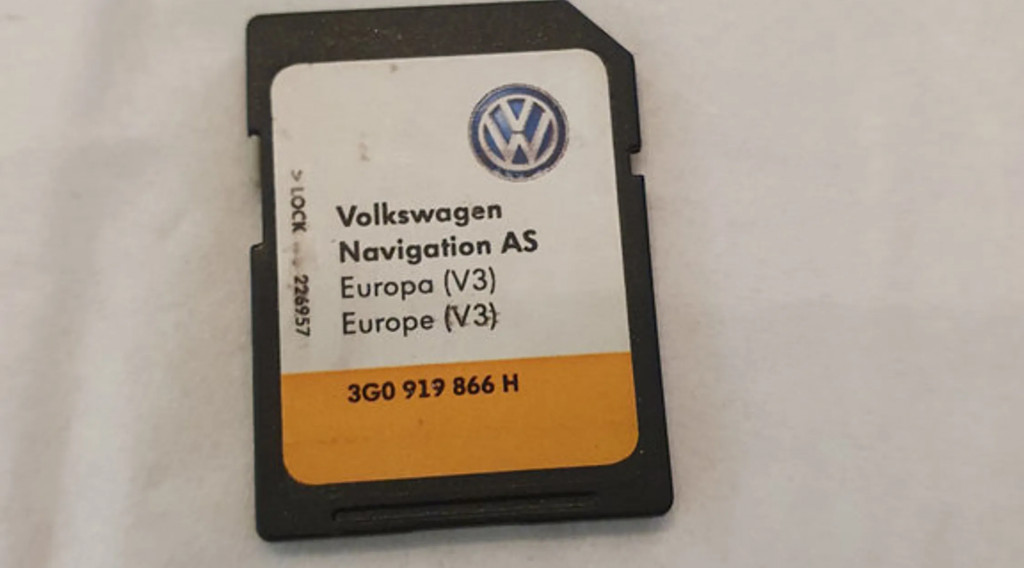 Volkswagen
Navigation AS
Europa (V3)
Europe (V3)
3G0 919 866 H
> LOCK
226957